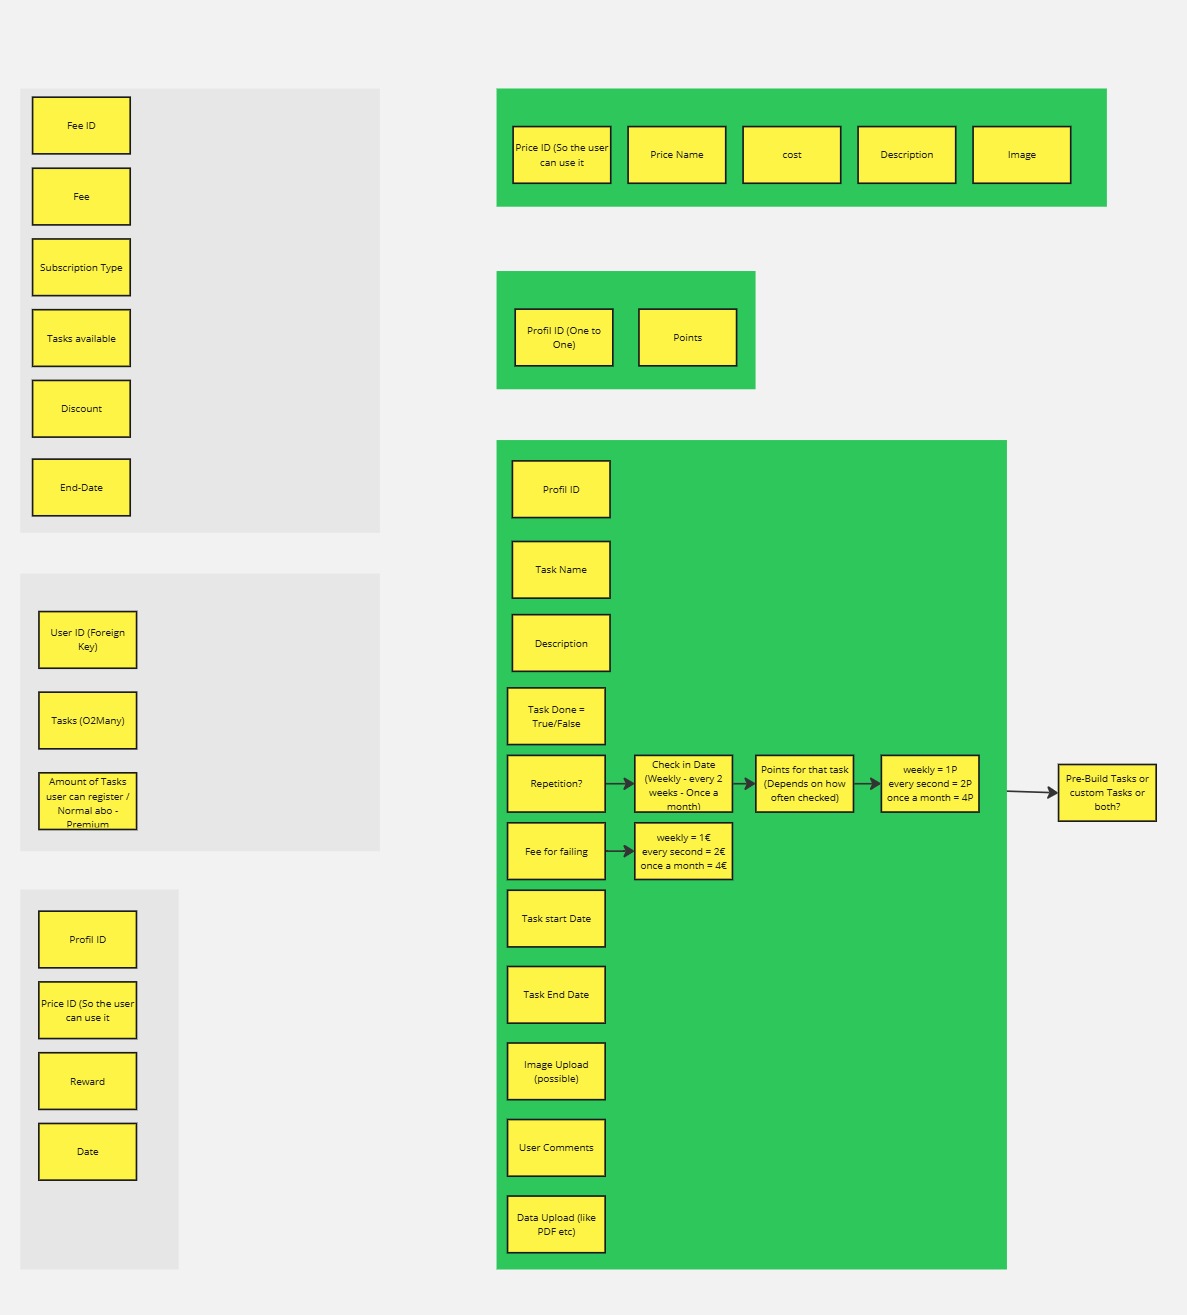 Fee ID
Fee
Subscription Type
Tasks available
Discount
End-Date
User ID (Foreign
Key)
Tasks (O2Many)
Amount of Tasks
user can register /
Normal abo -
Premium
Profil ID
Price ID (So the user
can use it
Reward
Date
Price ID (So the user
can use it
Price Name
cost
Description
Image
Profil ID (One to
One)
Points
Profil ID
Task Name
Description
Task Done =
True/False
Repetition?
Check in Date
(Weekly - every 2
weeks - Once a
month)
Points for that task
(Depends on how
often checked)
weekly = 1P
every second = 2P
once a month = 4P
Pre-Build Tasks or
custom Tasks or
both?
Fee for failing
weekly = 1€
every second = 2€
once a month = 4€
Task start Date
Task End Date
Image Upload
(possible)
User Comments
Data Upload (like
PDF etc)